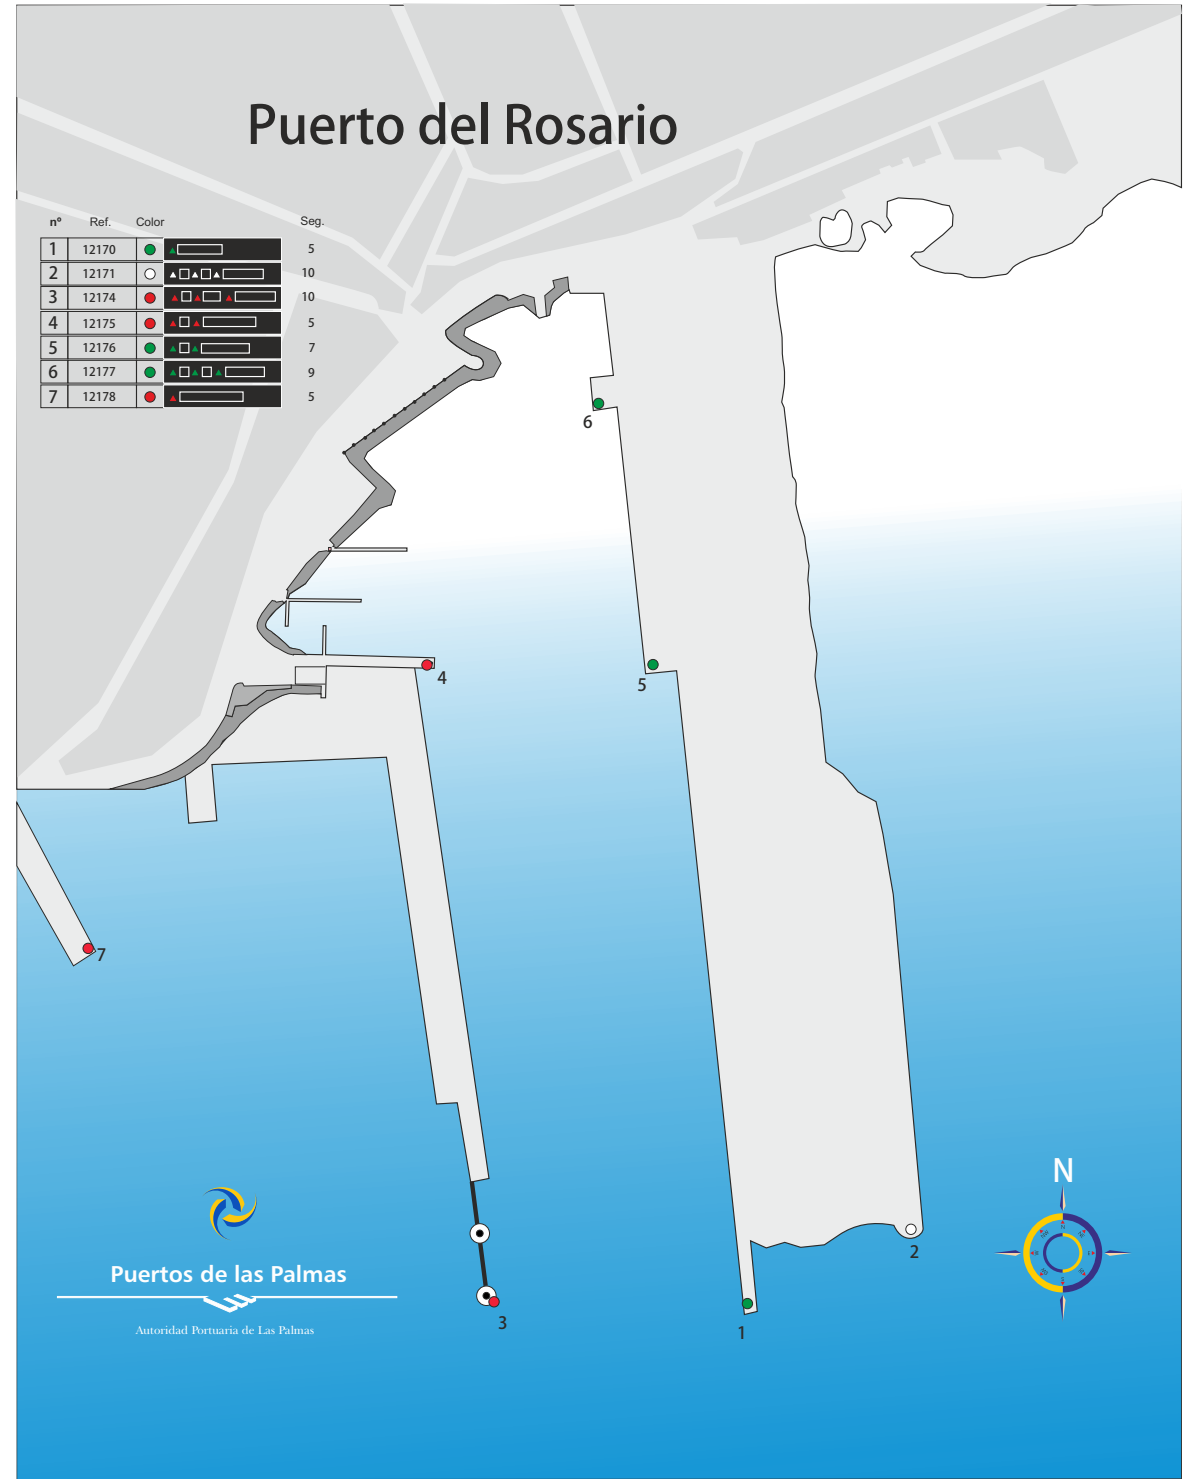 Puerto del Rosario
nº Ref. Color Seg.
1 12170 5
2 12171 10
3 12174 10
4 12175 5
5 12176 7
6 12177 9
7 12178 5
6
4
5
7
N
2
3
1
Puertos de las Palmas
Autoridad Portuaria de Las Palmas